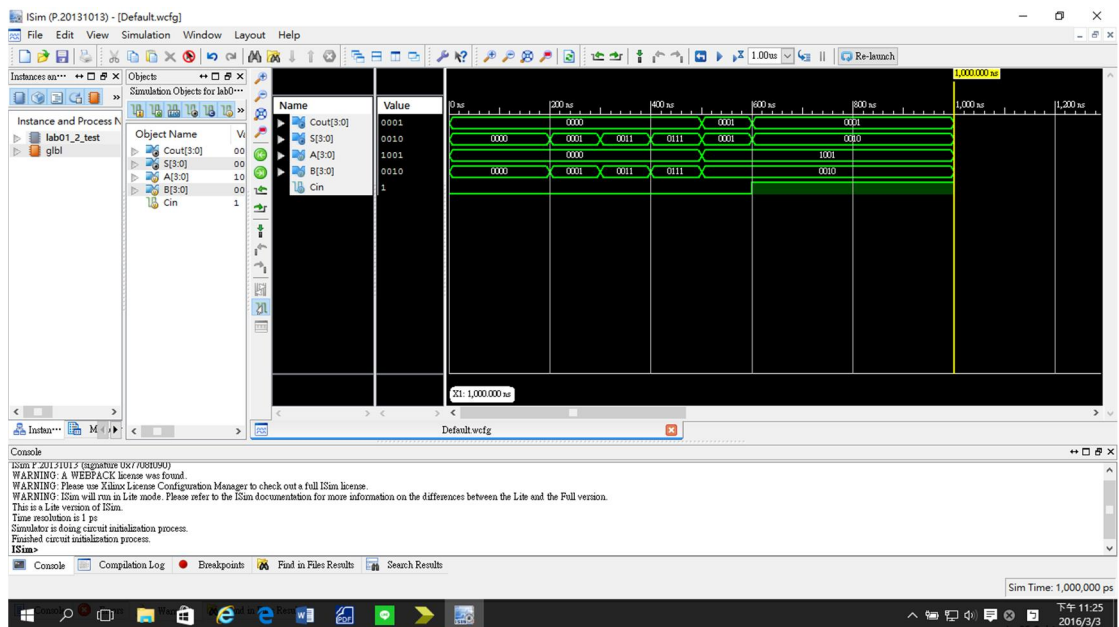 ISim (P.20131013) - [Default.wcfg]
File Edit View Simulation Window Layout Help
1.00us Re-launch
Instances an··· Objects
Simulation Objects for lab0···
Instance and Process N
lab01_2_test
glbl
Object Name Va
Cout[3:0] 00
S[3:0] 00
A[3:0] 10
B[3:0] 00
Cin 1
1,000.000 ns
Name Value
0 ns 200 ns 400 ns 600 ns 800 ns 1,000 ns 1,200 ns
Cout[3:0] 0001 0000 0001 0001
S[3:0] 0010 0000 0001 0011 0111 0001 0010
A[3:0] 1001 0000 1001
B[3:0] 0010 0000 0001 0011 0111 0010
Cin 1
X1: 1,000.000 ns
Instan··· M
Default.wcfg
Console
ISim P.20131013 (signature 0x7708f090)
WARNING: A WEBPACK license was found.
WARNING: Please use Xilinx License Configuration Manager to check out a full ISim license.
WARNING: ISim will run in Lite mode. Please refer to the ISim documentation for more information on the differences between the Lite and the Full version.
This is a Lite version of ISim.
Time resolution is 1 ps
Simulator is doing circuit initialization process.
Finished circuit initialization process.
ISim>
Console Compilation Log Breakpoints Find in Files Results Search Results
Sim Time: 1,000,000 ps
下午 11:25
2016/3/3